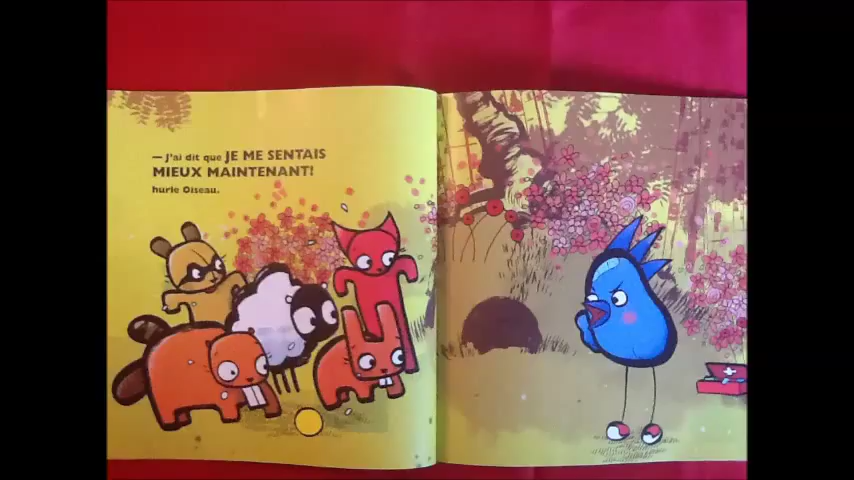 — J'ai dit que JE ME SENTAIS
MIEUX MAINTENANT!
hurle Oiseau.